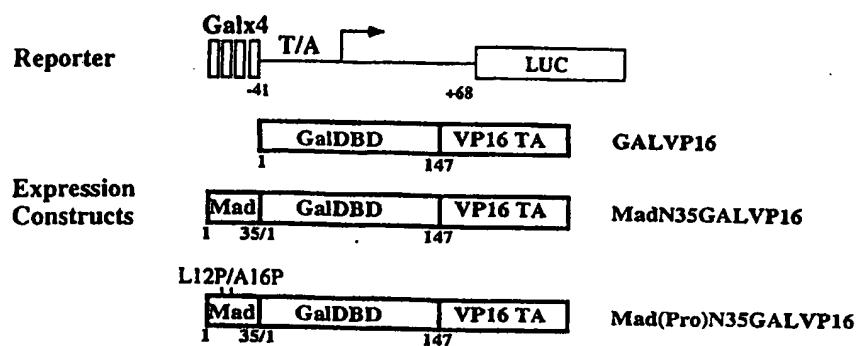 Galx4
T/A
Reporter
LUC
-41
+68
GalDBD
VP16 TA
GALVP16
1
147
Expression
Constructs
Mad
GalDBD
VP16 TA
MadN35GALVP16
1
35/1
147
L12P/A16P
Mad
GalDBD
VP16 TA
Mad(Pro)N35GALVP16
1
35/1
147